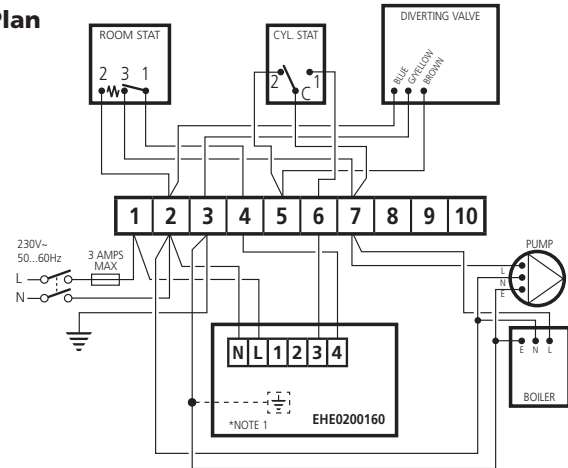 Plan
ROOM STAT
2 3 1
CYL. STAT
2 1
C
DIVERTING VALVE
BLUE
G/YELLOW
BROWN
1 2 3 4 5 6 7 8 9 10
230V~
50...60Hz
3 AMPS
MAX
L
N
PUMP
L
N
E
N L 1 2 3 4
E N L
BOILER
*NOTE 1
EHE0200160